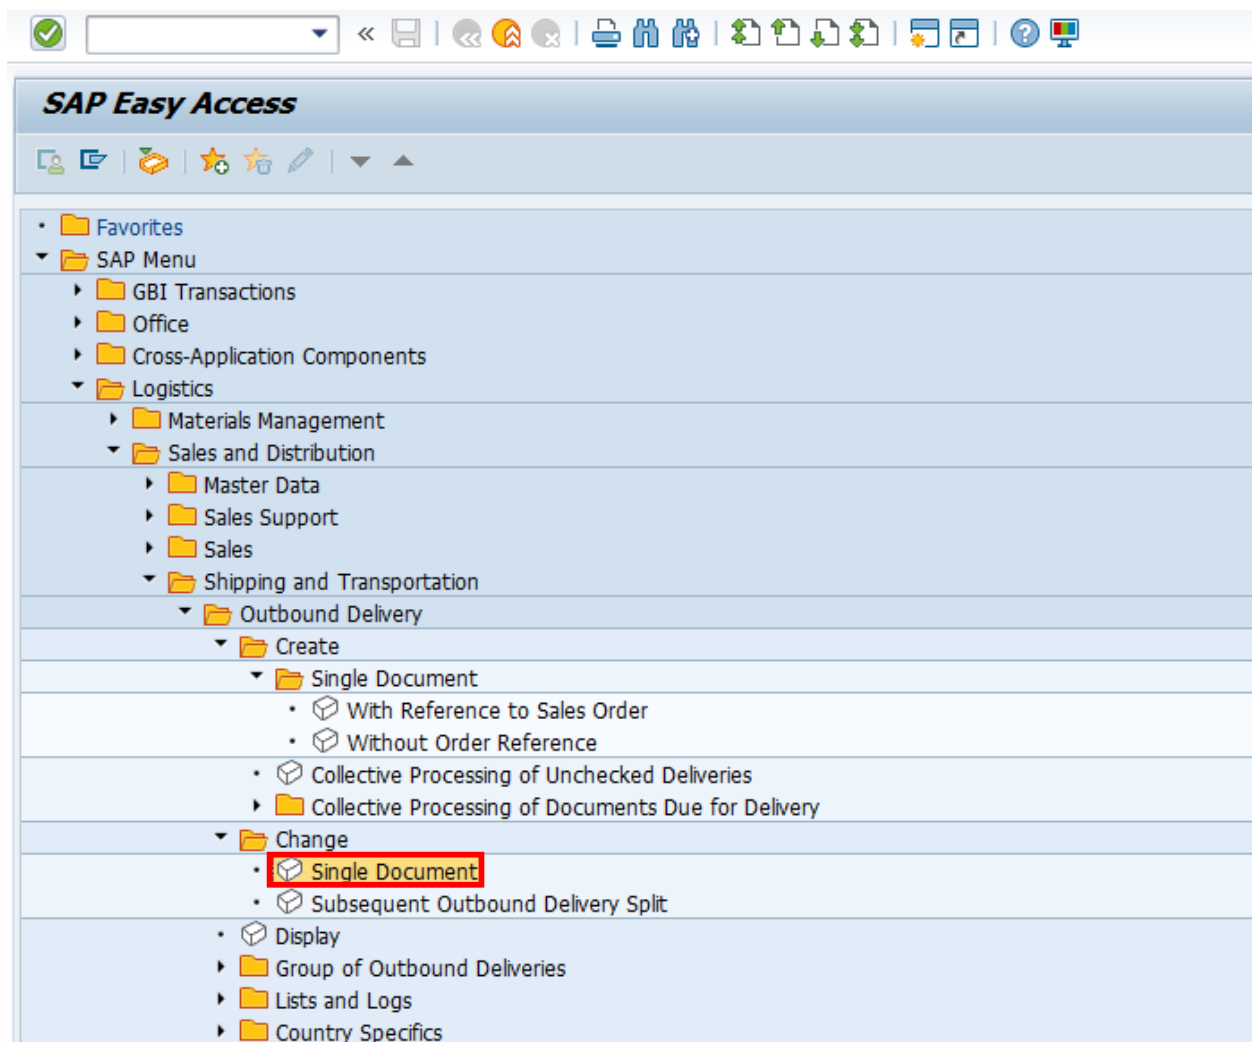 SAP Easy Access
Favorites
SAP Menu
GBI Transactions
Office
Cross-Application Components
Logistics
Materials Management
Sales and Distribution
Master Data
Sales Support
Sales
Shipping and Transportation
Outbound Delivery
Create
Single Document
With Reference to Sales Order
Without Order Reference
Collective Processing of Unchecked Deliveries
Collective Processing of Documents Due for Delivery
Change
Single Document
Subsequent Outbound Delivery Split
Display
Group of Outbound Deliveries
Lists and Logs
Country Specifics